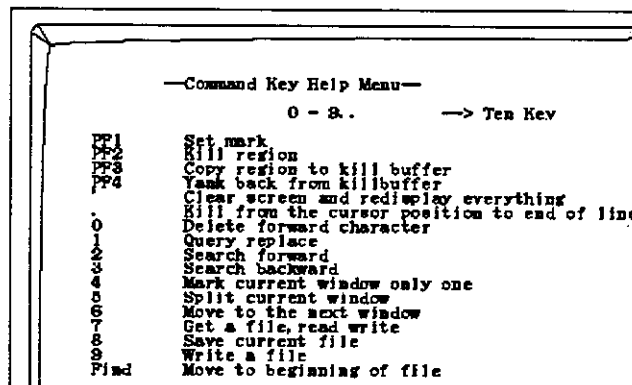 —Command Key Help Menu—
0 - 9.. —> Ten Key
PF1 Set mark
PF2 Kill region
PF3 Copy region to kill buffer
PF4 Yank back from killbuffer
' Clear screen and redisplay everything
. Kill from the cursor position to end of line
0 Delete forward character
1 Query replace
2 Search forward
3 Search backward
4 Mark current window only one
5 Split current window
6 Move to the next window
7 Get a file, read write
8 Save current file
9 Write a file
Find Move to beginning of file